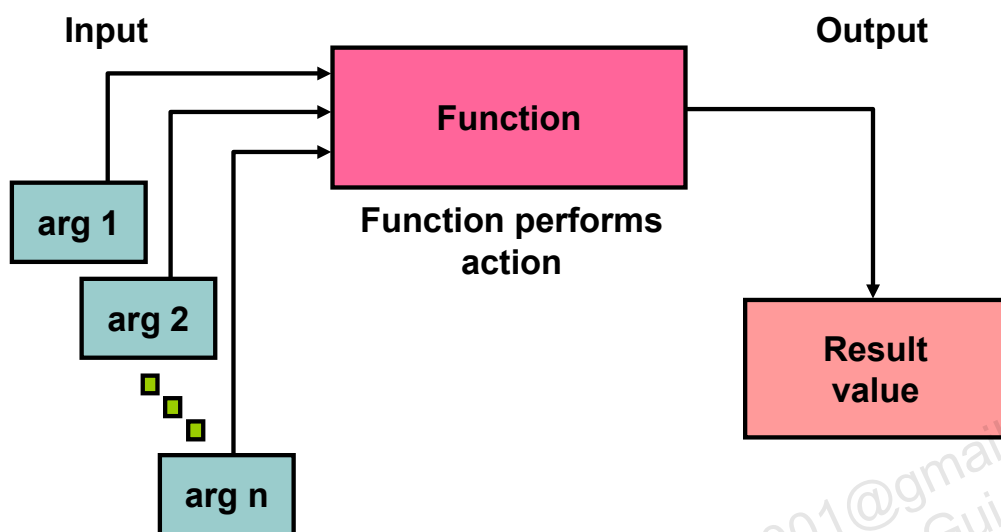 Input
Output
Function
arg 1
Function performs
action
arg 2
Result
value
arg n